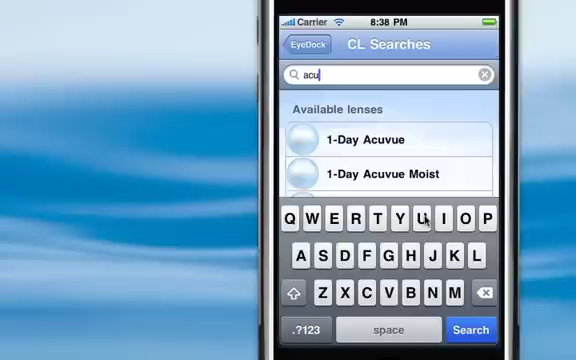 Carrier 8:38 PM
EyeDock CL Searches
acu
Available lenses
1-Day Acuvue
1-Day Acuvue Moist
Q W E R T Y U I O P
A S D F G H J K L
Z X C V B N M
.?123 space Search